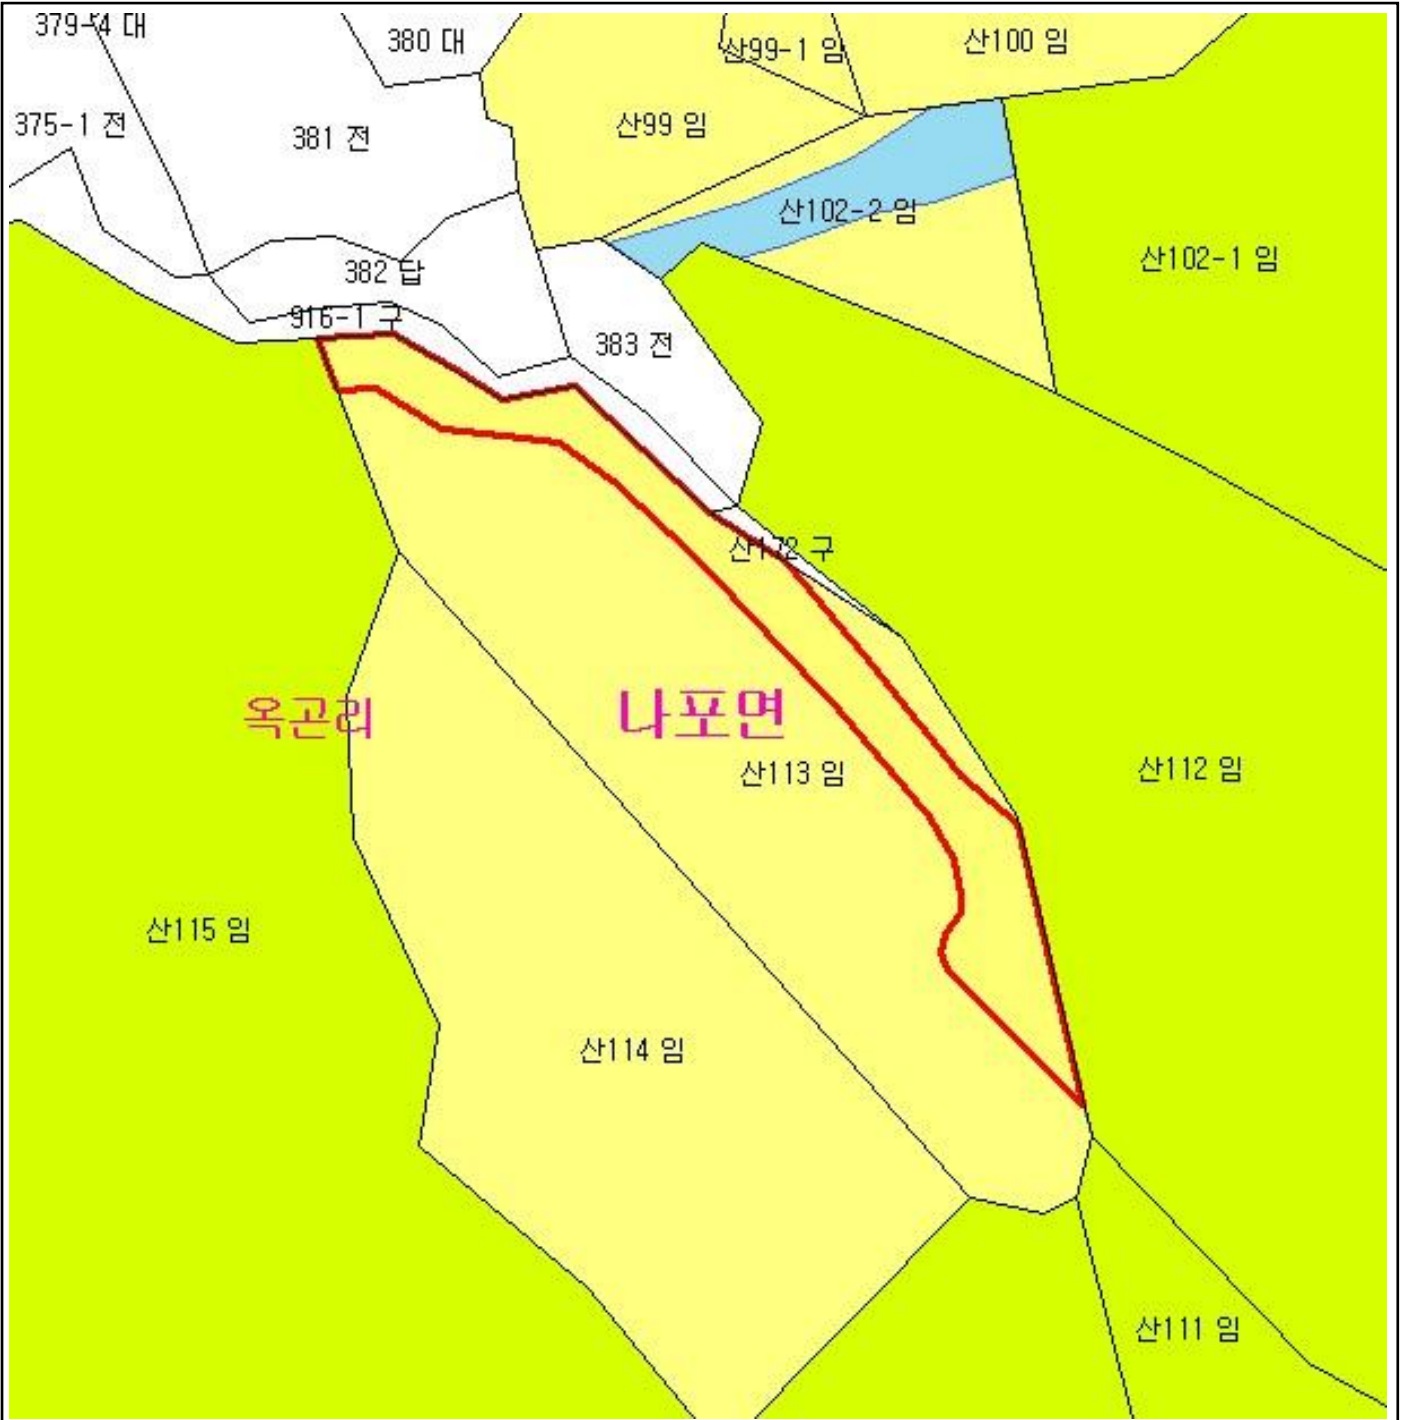 379-4 대
380 대
산99-1 임
산100 임
375-1 전
381 전
산99 임
산102-2 임
산102-1 임
382 답
916-1 구
383 전
산172 구
옥곤리
나포면
산113 임
산112 임
산115 임
산114 임
산111 임